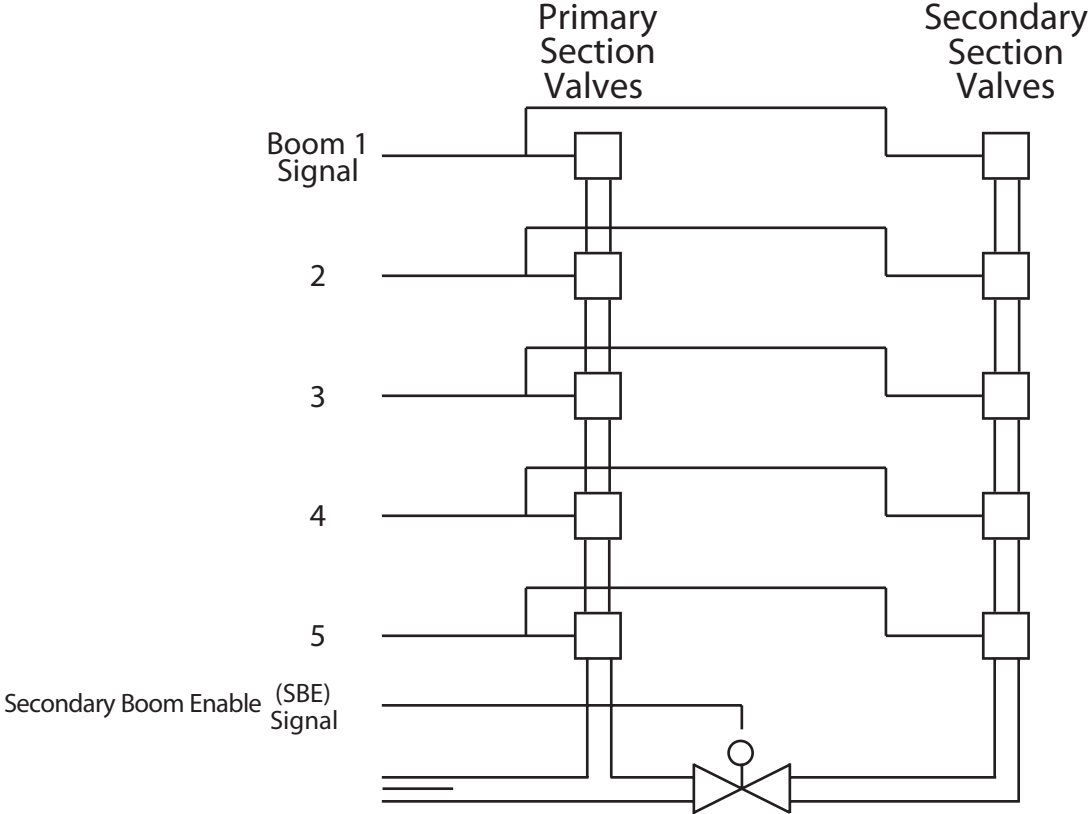 Primary
Section
Valves
Secondary
Section
Valves
Boom 1
Signal
2
3
4
5
Secondary Boom Enable (SBE)
Signal